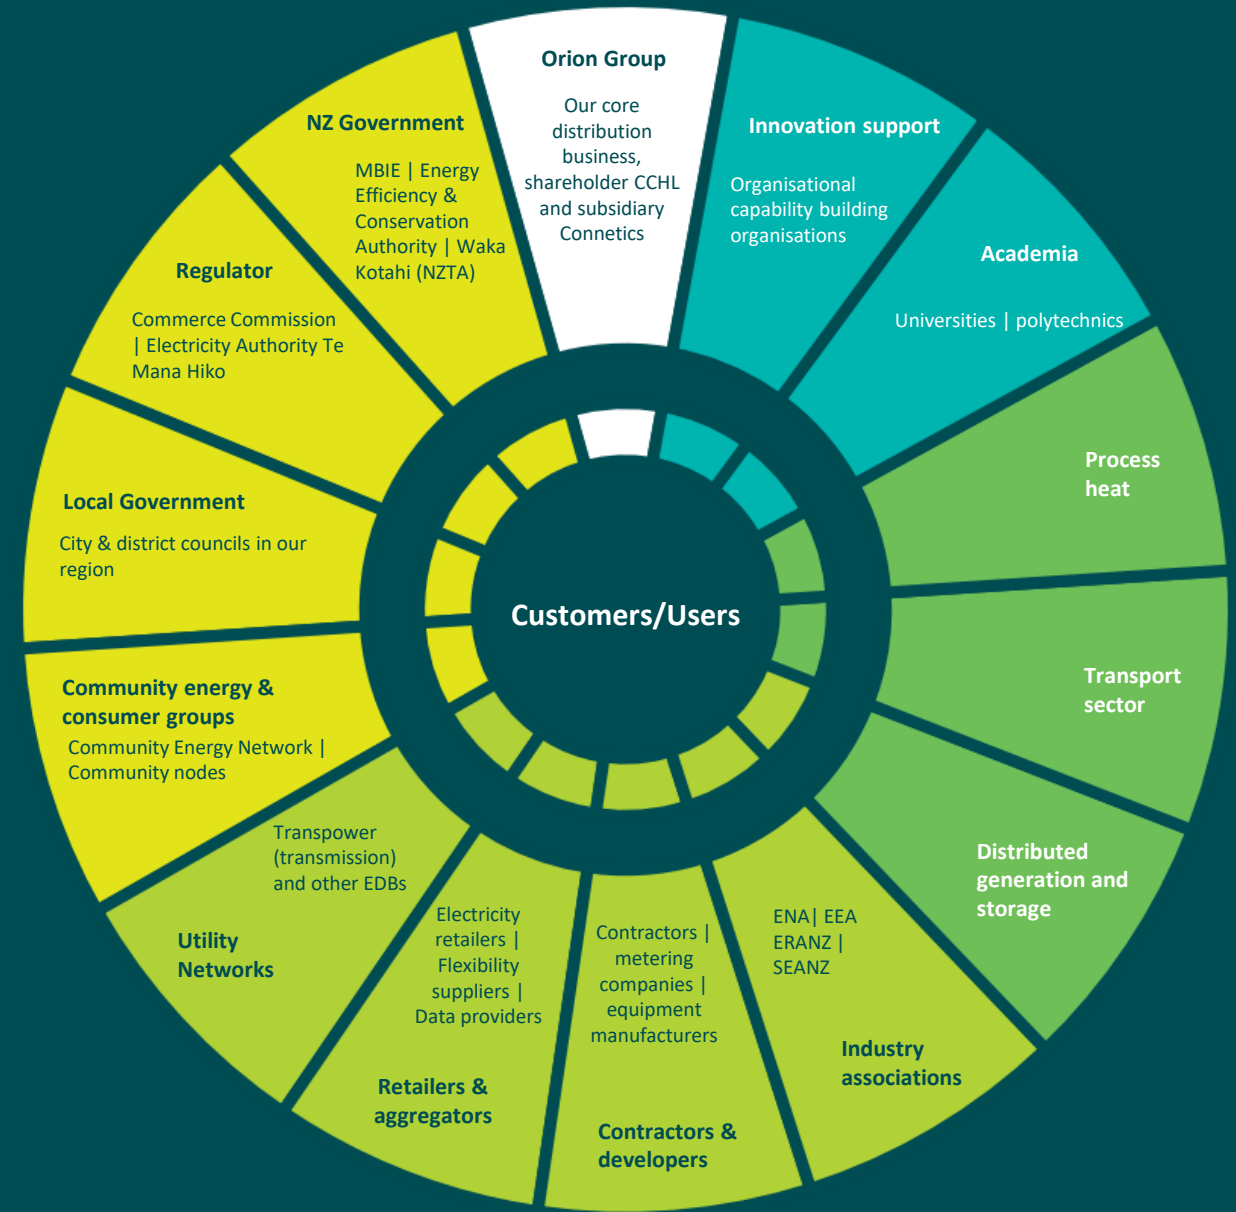 Orion Group
Our core
distribution
business,
shareholder CCHL
and subsidiary
Connetics
Innovation support
Organisational
capability building
organisations
Academia
Universities | polytechnics
Process
heat
Transport
sector
Distributed
generation and
storage
ENA| EEA
ERANZ |
SEANZ
Industry
associations
Contractors |
metering
companies |
equipment
manufacturers
Contractors &
developers
Electricity
retailers |
Flexibility
suppliers |
Data providers
Retailers &
aggregators
Transpower
(transmission)
and other EDBs
Utility
Networks
Community energy &
consumer groups
Community Energy Network |
Community nodes
Local Government
City & district councils in our
region
Regulator
Commerce Commission
| Electricity Authority Te
Mana Hiko
NZ Government
MBIE | Energy
Efficiency &
Conservation
Authority | Waka
Kotahi (NZTA)
Customers/Users